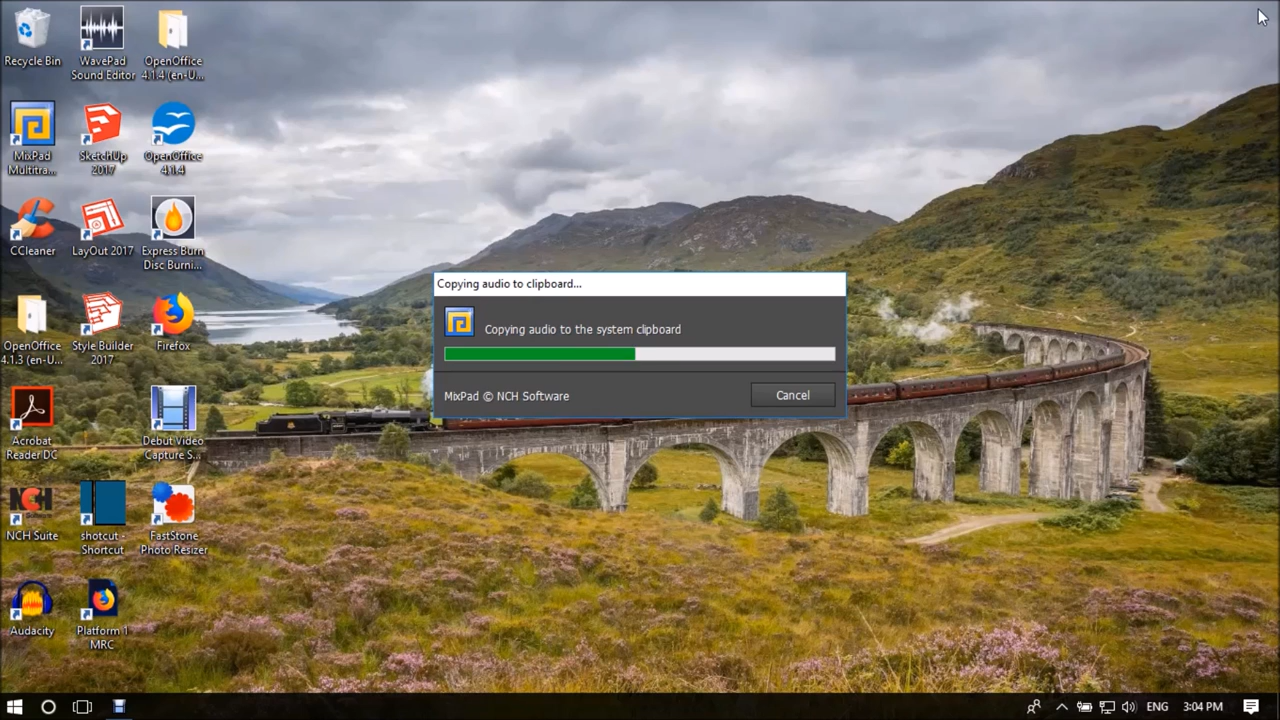 Recycle Bin
WavePad
Sound Editor
OpenOffice
4.1.4 (en-U...
MixPad
Multitra...
SketchUp
2017
OpenOffice
4.1.4
CCleaner
LayOut 2017
Express Burn
Disc Burni...
OpenOffice
4.1.3 (en-U...
Style Builder
2017
Firefox
Acrobat
Reader DC
Debut Video
Capture S...
NCH Suite
shotcut -
Shortcut
FastStone
Photo Resizer
Audacity
Platform 1
MRC
Copying audio to clipboard...
Copying audio to the system clipboard
MixPad © NCH Software
Cancel
ENG
3:04 PM